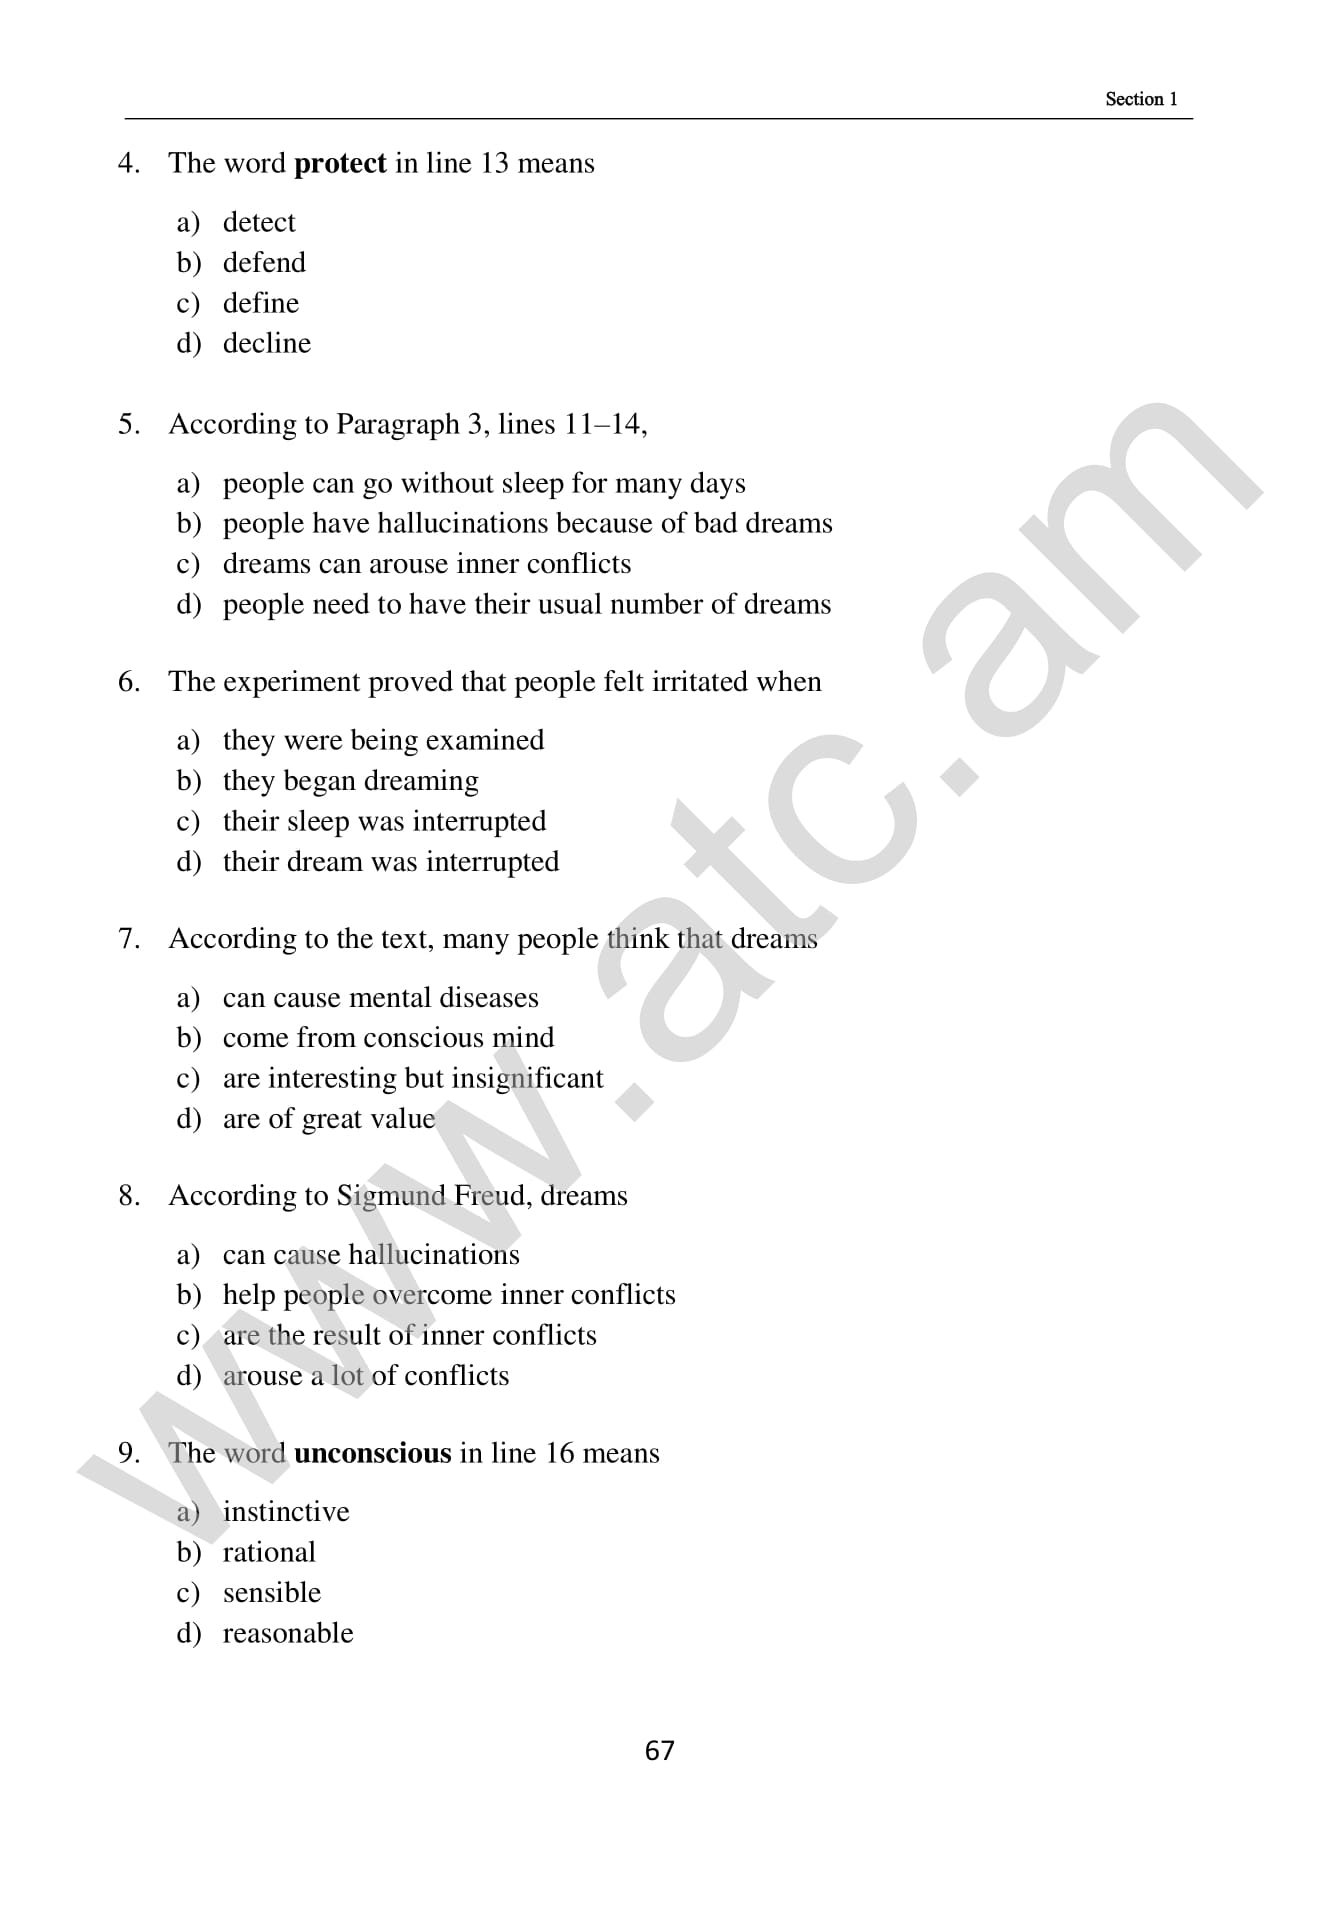 Section 1
4. The word protect in line 13 means
a) detect
b) defend
c) define
d) decline
5. According to Paragraph 3, lines 11–14,
a) people can go without sleep for many days
b) people have hallucinations because of bad dreams
c) dreams can arouse inner conflicts
d) people need to have their usual number of dreams
6. The experiment proved that people felt irritated when
a) they were being examined
b) they began dreaming
c) their sleep was interrupted
d) their dream was interrupted
7. According to the text, many people think that dreams
a) can cause mental diseases
b) come from conscious mind
c) are interesting but insignificant
d) are of great value
8. According to Sigmund Freud, dreams
a) can cause hallucinations
b) help people overcome inner conflicts
c) are the result of inner conflicts
d) arouse a lot of conflicts
9. The word unconscious in line 16 means
a) instinctive
b) rational
c) sensible
d) reasonable
67
www.atc.am